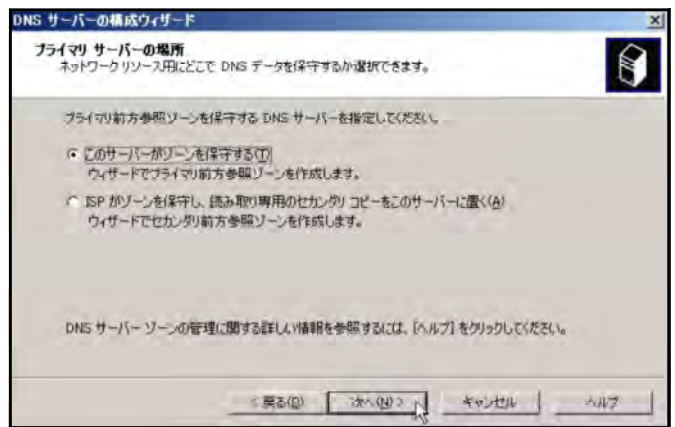 DNS サーバーの構成ウィザード
プライマリ サーバーの場所
ネットワーク リソース用にどこで DNS データを保守するか選択できます。
プライマリ前方参照ゾーンを保守する DNS サーバーを指定してください。
このサーバーがゾーンを保守する(T)
ウィザードでプライマリ前方参照ゾーンを作成します。
ISP がゾーンを保守し、読み取り専用のセカンダリ コピーをこのサーバーに置く(A)
ウィザードでセカンダリ前方参照ゾーンを作成します。
DNS サーバー ゾーンの管理に関する詳しい情報を参照するには、[ヘルプ] をクリックしてください。
< 戻る(B) 次へ(N) > キャンセル ヘルプ